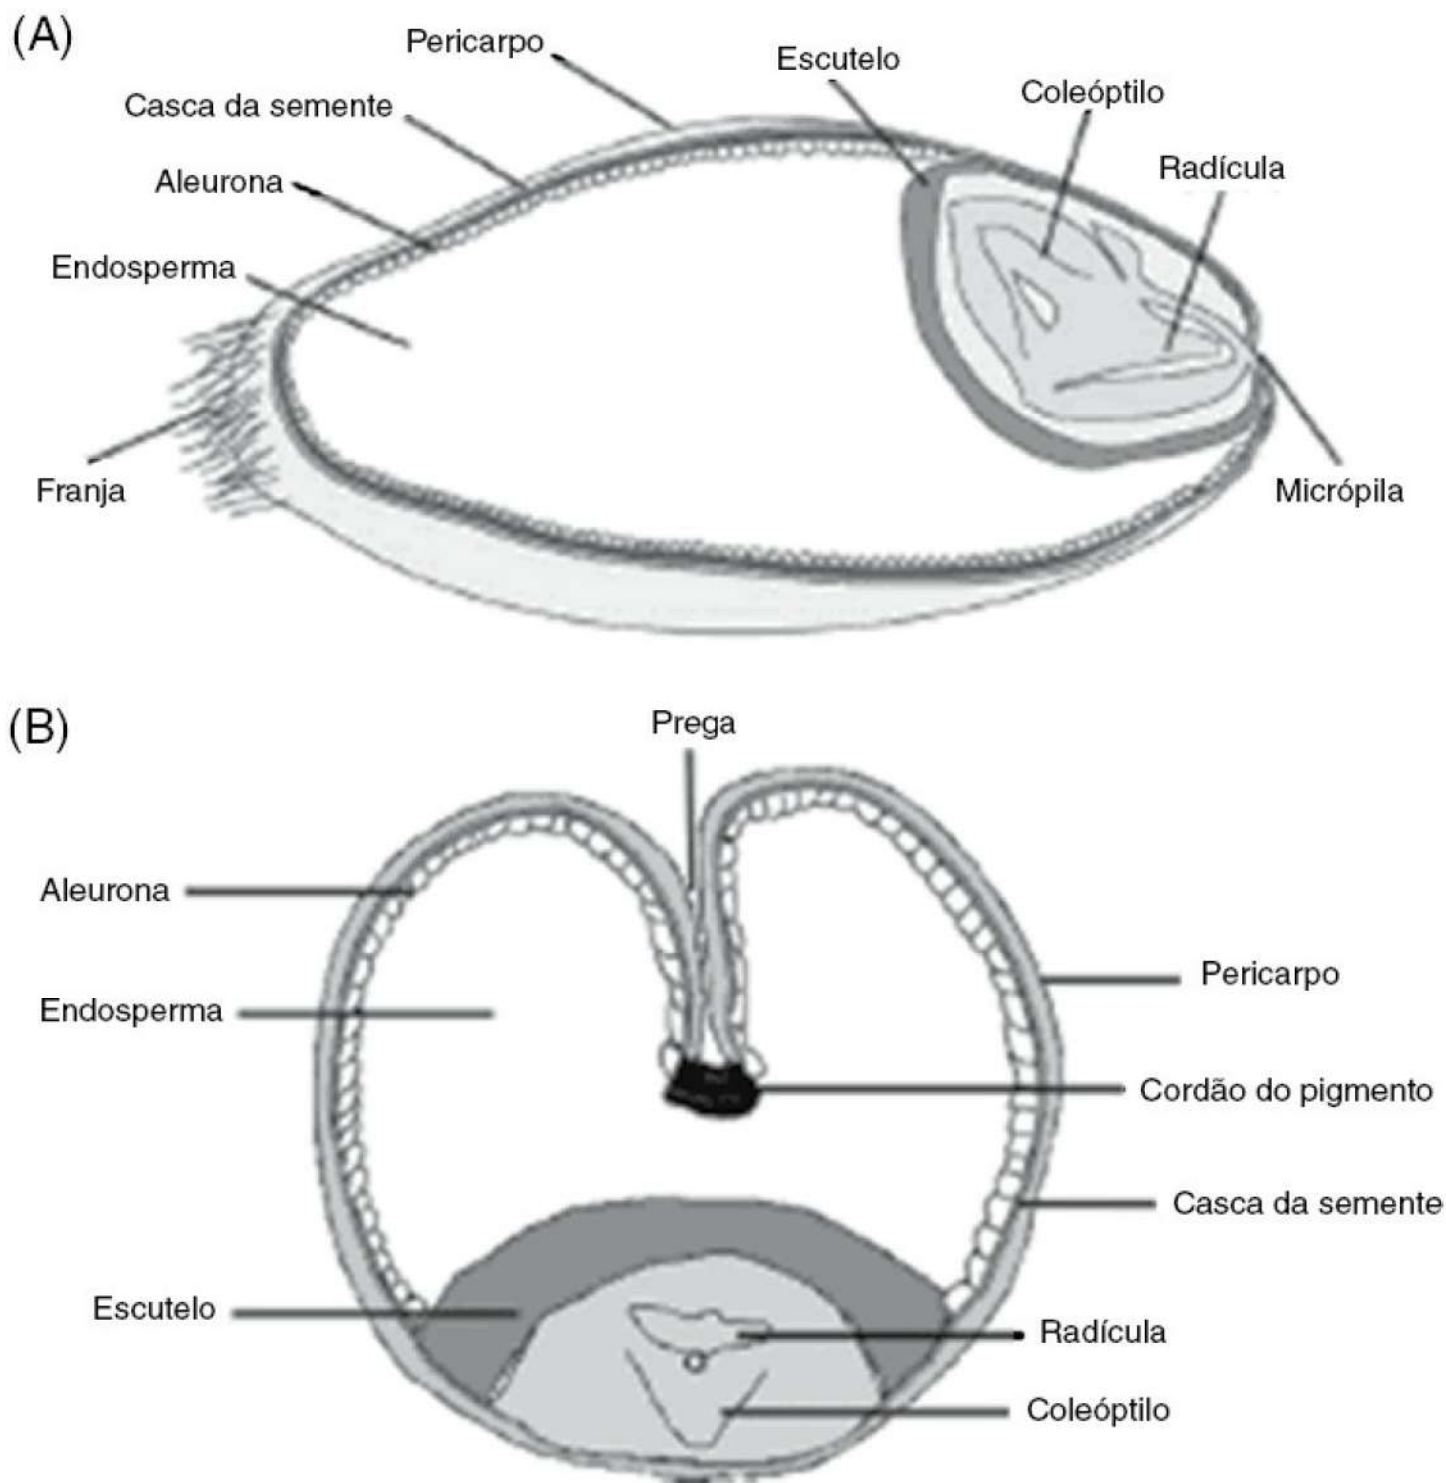 (A)
Pericarpo
Escutelo
Coleóptilo
Casca da semente
Radícula
Aleurona
Endosperma
Franja
Micrópila
(B)
Prega
Aleurona
Pericarpo
Endosperma
Cordão do pigmento
Casca da semente
Escutelo
Radícula
Coleóptilo